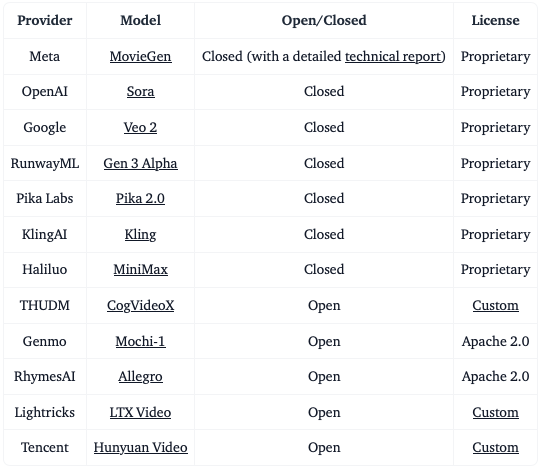 Provider Model Open/Closed License
Meta MovieGen Closed (with a detailed technical report) Proprietary
OpenAI Sora Closed Proprietary
Google Veo 2 Closed Proprietary
RunwayML Gen 3 Alpha Closed Proprietary
Pika Labs Pika 2.0 Closed Proprietary
KlingAI Kling Closed Proprietary
Haliluo MiniMax Closed Proprietary
THUDM CogVideoX Open Custom
Genmo Mochi-1 Open Apache 2.0
RhymesAI Allegro Open Apache 2.0
Lightricks LTX Video Open Custom
Tencent Hunyuan Video Open Custom